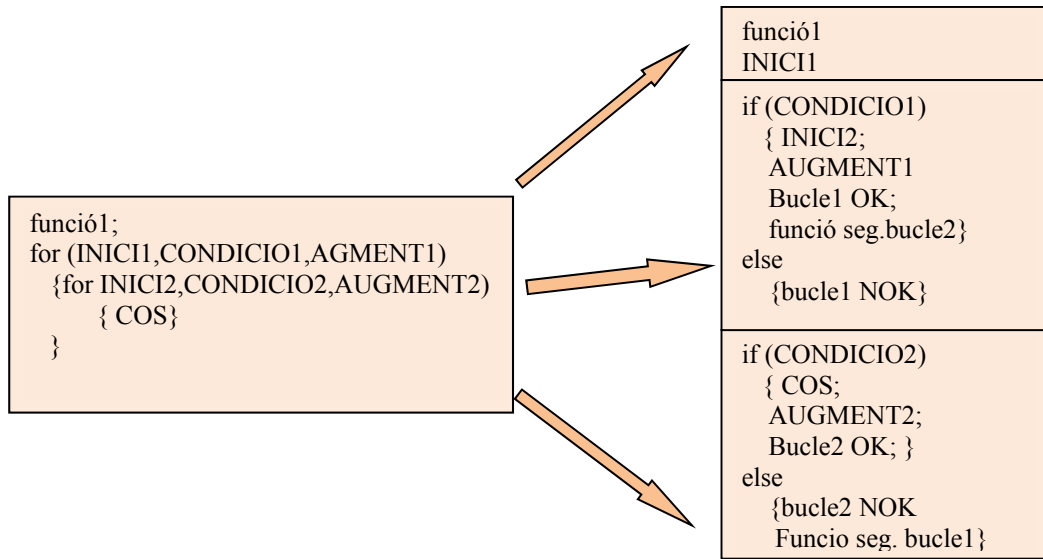 funció1;
for (INICI1,CONDICIO1,AGMENT1)
{for INICI2,CONDICIO2,AUGMENT2)
{ COS}
}
funció1
INICI1
if (CONDICIO1)
{ INICI2;
AUGMENT1
Bucle1 OK;
funció seg.bucle2}
else
{bucle1 NOK}
if (CONDICIO2)
{ COS;
AUGMENT2;
Bucle2 OK; }
else
{bucle2 NOK
Funcio seg. bucle1}